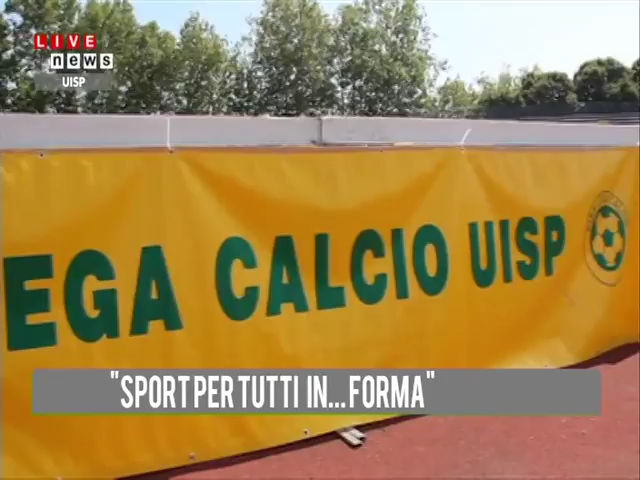 LIVE
news
UISP
EGA CALCIO UISP
"SPORT PER TUTTI IN...FORMA"